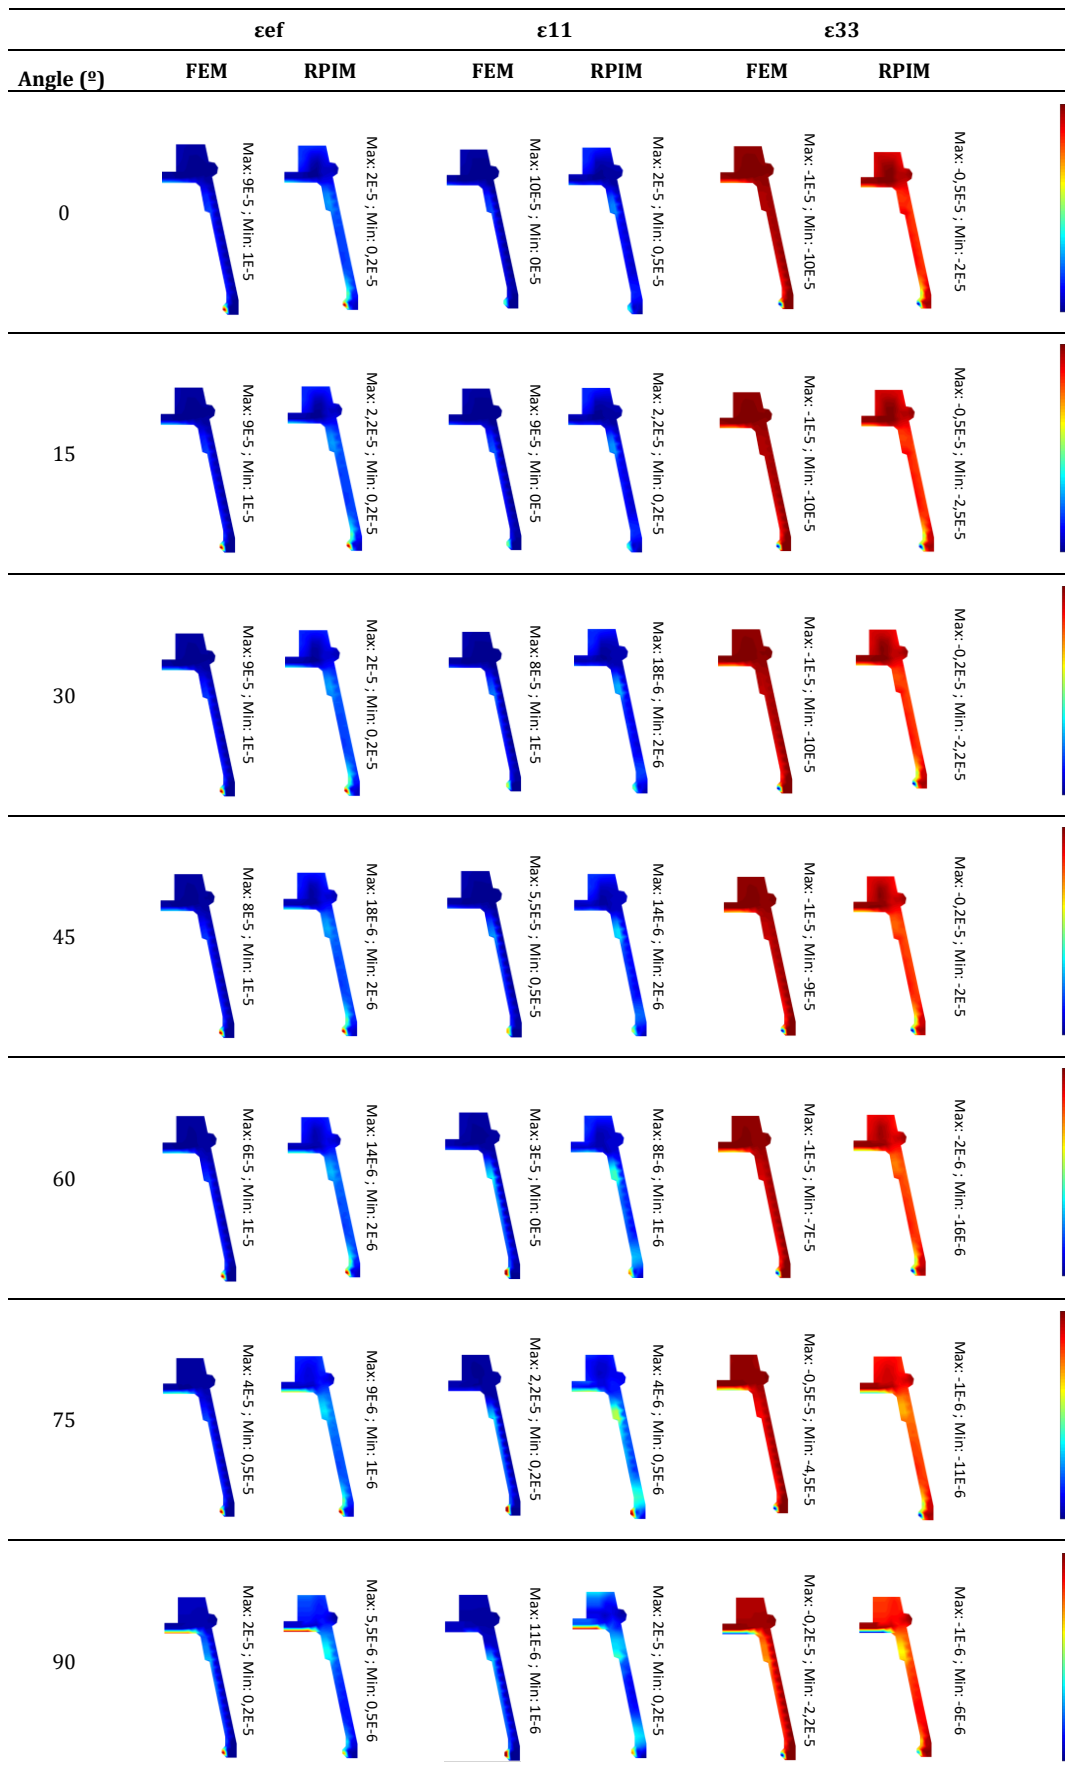 εef ε11 ε33
Angle (º) FEM RPIM FEM RPIM FEM RPIM
0
Max: 9E-5 ; Min: 1E-5
Max: 2E-5 ; Min: 0,2E-5
Max: 10E-5 ; Min: 0E-5
Max: 2E-5 ; Min: 0,5E-5
Max: -1E-5 ; Min: -10E-5
Max: -0,5E-5 ; Min: -2E-5
15
Max: 9E-5 ; Min: 1E-5
Max: 2,2E-5 ; Min: 0,2E-5
Max: 9E-5 ; Min: 0E-5
Max: 2,2E-5 ; Min: 0,2E-5
Max: -1E-5 ; Min: -10E-5
Max: -0,5E-5 ; Min: -2,5E-5
30
Max: 9E-5 ; Min: 1E-5
Max: 2E-5 ; Min: 0,2E-5
Max: 8E-5 ; Min: 1E-5
Max: 18E-6 ; Min: 2E-6
Max: -1E-5 ; Min: -10E-5
Max: -0,2E-5 ; Min: -2,2E-5
45
Max: 8E-5 ; Min: 1E-5
Max: 18E-6 ; Min: 2E-6
Max: 5,5E-5 ; Min: 0,5E-5
Max: 14E-6 ; Min: 2E-6
Max: -1E-5 ; Min: -9E-5
Max: -0,2E-5 ; Min: -2E-5
60
Max: 6E-5 ; Min: 1E-5
Max: 14E-6 ; Min: 2E-6
Max: 3E-5 ; Min: 0E-5
Max: 8E-6 ; Min: 1E-6
Max: -1E-5 ; Min: -7E-5
Max: -2E-6 ; Min: -16E-6
75
Max: 4E-5 ; Min: 0,5E-5
Max: 9E-6 ; Min: 1E-6
Max: 2,2E-5 ; Min: 0,2E-5
Max: 4E-6 ; Min: 0,5E-6
Max: -0,5E-5 ; Min: -4,5E-5
Max: -1E-6 ; Min: -11E-6
90
Max: 2E-5 ; Min: 0,2E-5
Max: 5,5E-6 ; Min: 0,5E-6
Max: 11E-6 ; Min: 1E-6
Max: 2E-5 ; Min: 0,2E-5
Max: -0,2E-5 ; Min: -2,2E-5
Max: -1E-6 ; Min: -6E-6